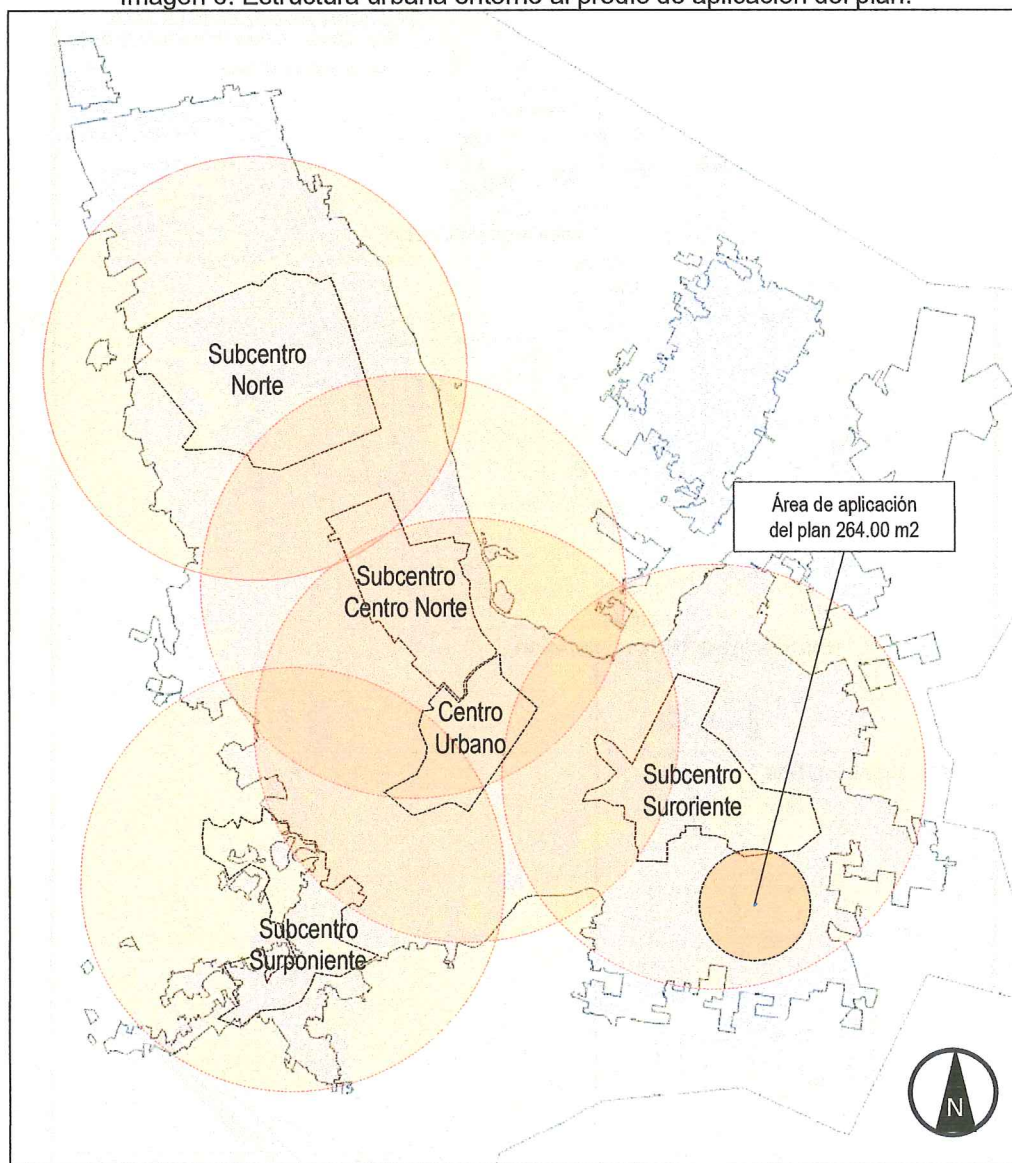 Imagen 6. Estructura urbana entorno al predio de aplicación del plan.
Subcentro
Norte
Área de aplicación
del plan 264.00 m2
Subcentro
Centro Norte
Centro
Urbano
Subcentro
Suroriente
Subcentro
Surponiente
N